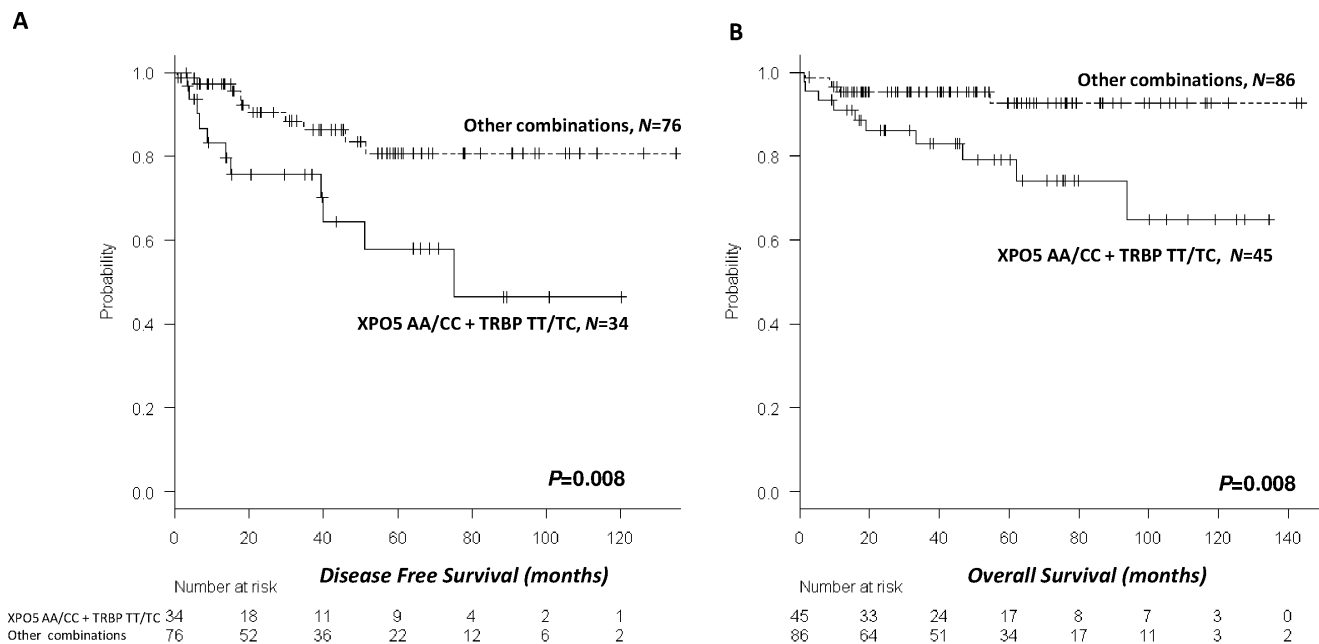 A
B
1.0
0.8
0.6
0.4
0.2
0.0
Probability
Other combinations, N=76
XPO5 AA/CC + TRBP TT/TC, N=34
P=0.008
0 20 40 60 80 100 120
Number at risk
Disease Free Survival (months)
XPO5 AA/CC + TRBP TT/TC 34 18 11 9 4 2 1
Other combinations 76 52 36 22 12 6 2
1.0
0.8
0.6
0.4
0.2
0.0
Probability
Other combinations, N=86
XPO5 AA/CC + TRBP TT/TC, N=45
P=0.008
0 20 40 60 80 100 120 140
Number at risk
Overall Survival (months)
45 33 24 17 8 7 3 0
86 64 51 34 17 11 3 2